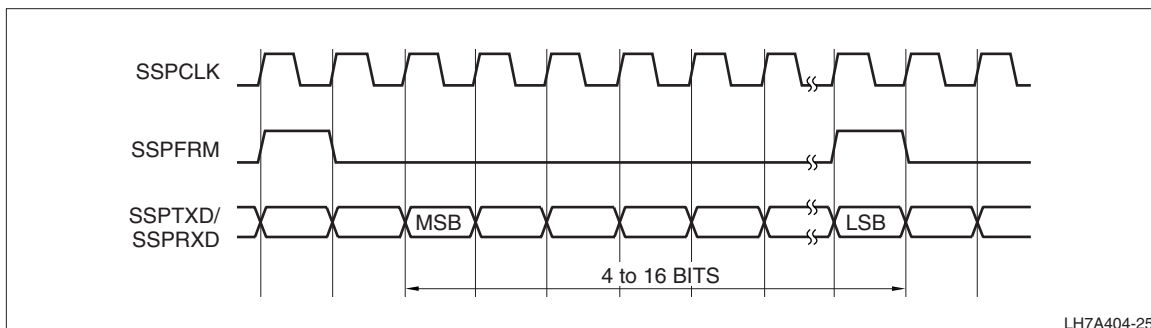 SSPCLK
SSPFRM
SSPTXD/
SSPRXD
MSB
LSB
4 to 16 BITS
LH7A404-25